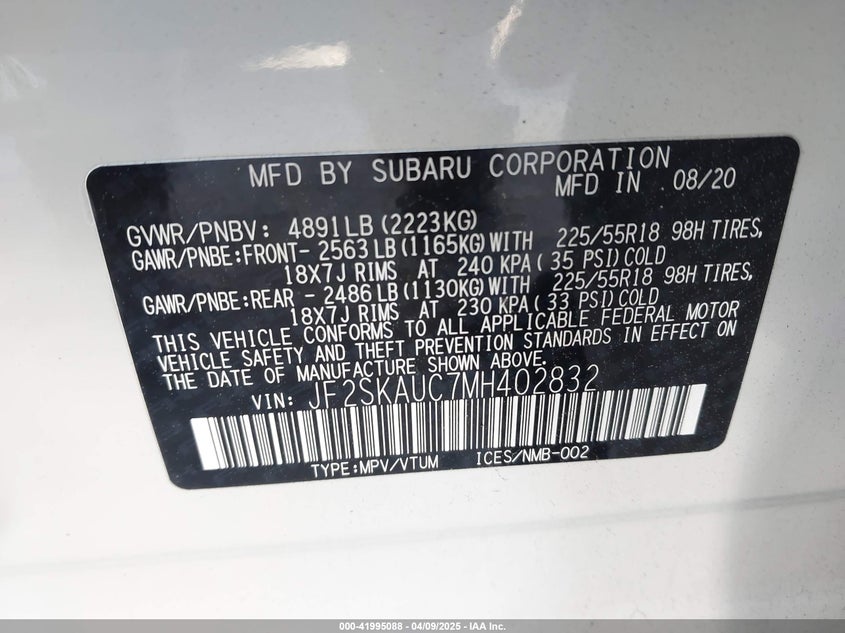 MFD BY SUBARU CORPORATION
MFD IN 08/20
GVWR/PNBV: 4891LB (2223KG)
GAWR/PNBE:FRONT- 2563LB(1165KG)WITH 225/55R18 98H TIRES,
18X7J RIMS AT 240 KPA( 35 PSI)COLD
GAWR/PNBE:REAR - 2486LB(1130KG)WITH 225/55R18 98H TIRES,
18X7J RIMS AT 230 KPA( 33 PSI)COLD
THIS VEHICLE CONFORMS TO ALL APPLICABLE FEDERAL MOTOR
VEHICLE SAFETY AND THEFT PREVENTION STANDARDS IN EFFECT ON
THE DATE OF MANUFACTURE SHOWN ABOVE.
VIN: JF2SKAUC7MH402832
TYPE:MPV/VTUM ICES/NMB-002
000-41995088 - 04/09/2025 - IAA Inc.